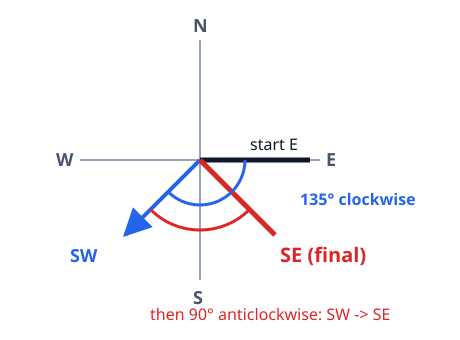 N
start E
W
E
135° clockwise
SW
SE (final)
S
then 90° anticlockwise: SW -> SE